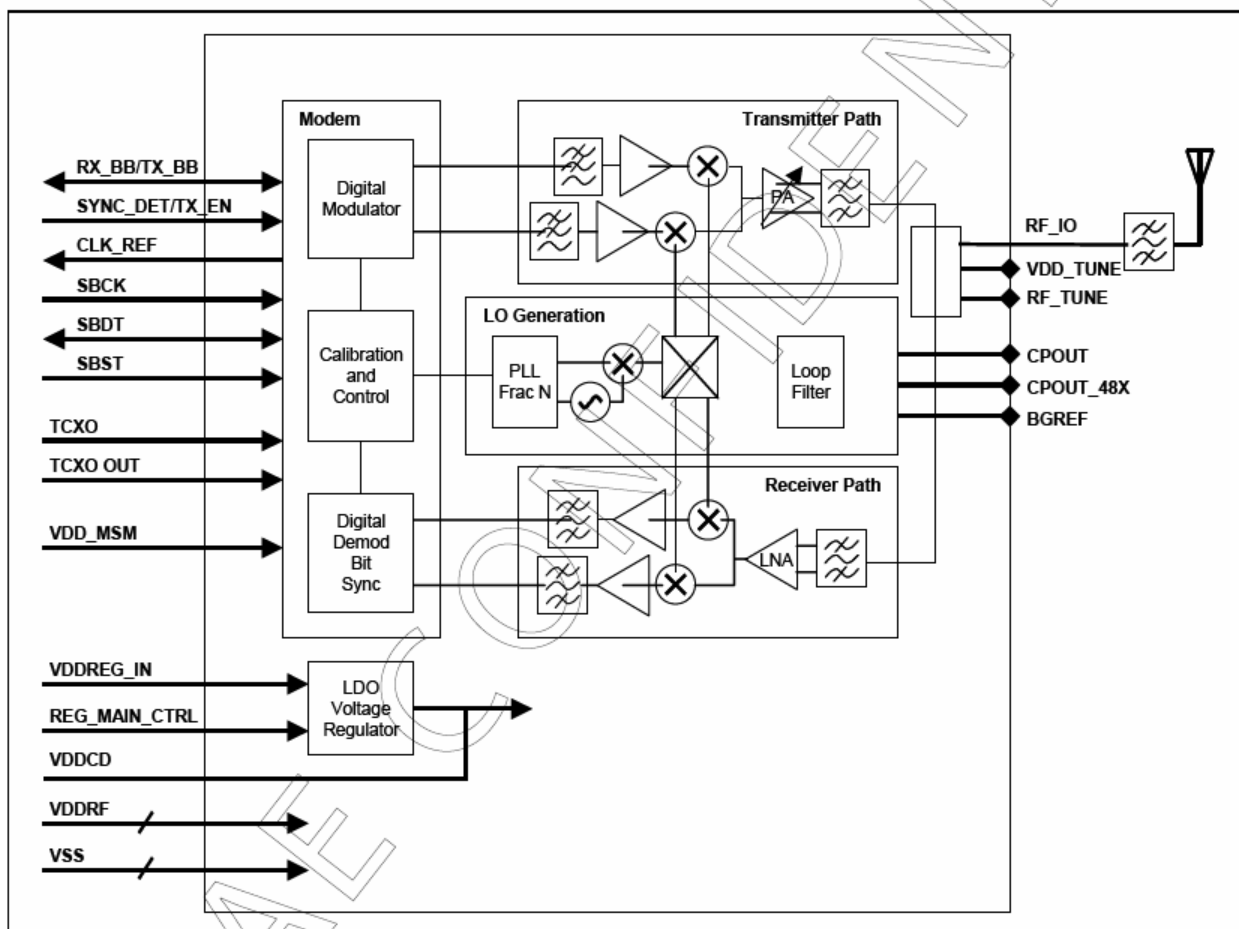 Modem
Transmitter Path
RX_BB/TX_BB
Digital
Modulator
PA
SYNC_DET/TX_EN
RF_IO
CLK_REF
VDD_TUNE
SBCK
RF_TUNE
LO Generation
SBDT
Calibration
and
Control
PLL
Frac N
Loop
Filter
CPOUT
SBST
CPOUT_48X
BGREF
TCXO
TCXO OUT
Receiver Path
VDD_MSM
Digital
Demod
Bit
Sync
LNA
VDDREG_IN
LDO
Voltage
Regulator
REG_MAIN_CTRL
VDDCD
VDDRF
VSS